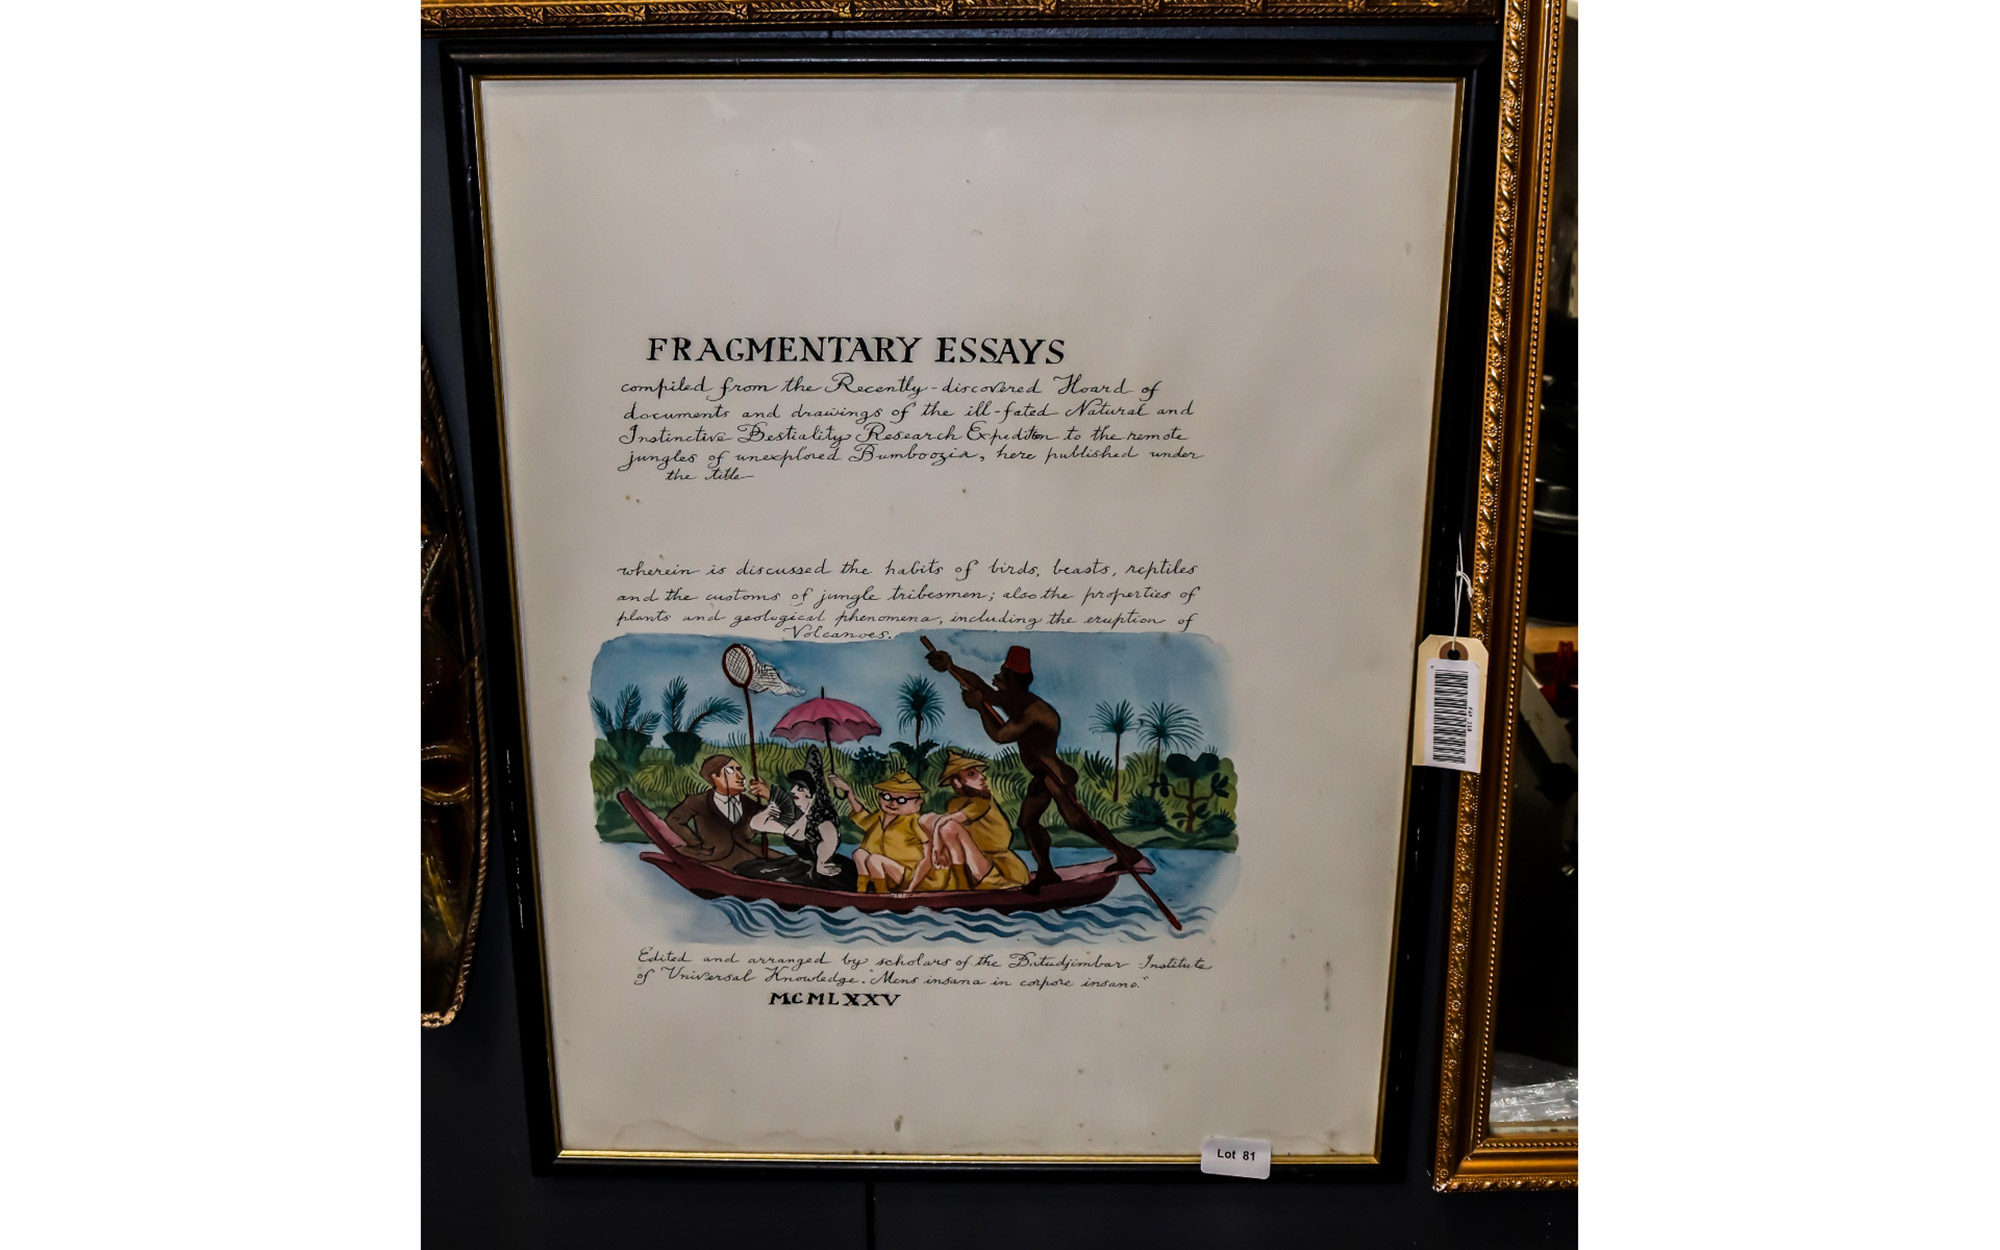 FRAGMENTARY ESSAYS
compiled from the Recently-discovered Hoard of
documents and drawings of the ill-fated Natural and
Instinctive Bestiality Research Expedition to the remote
jungles of unexplored Bumboozia, here published under
the title
wherein is discussed the habits of birds, beasts, reptiles
and the customs of jungle tribesmen; also the properties of
plants and geological phenomena, including the eruption of
Volcanoes.
Edited and arranged by scholars of the Batudjimbar Institute
of Universal Knowledge. "Mens insana in corpore insano."
MCMLXXV
Lot 81